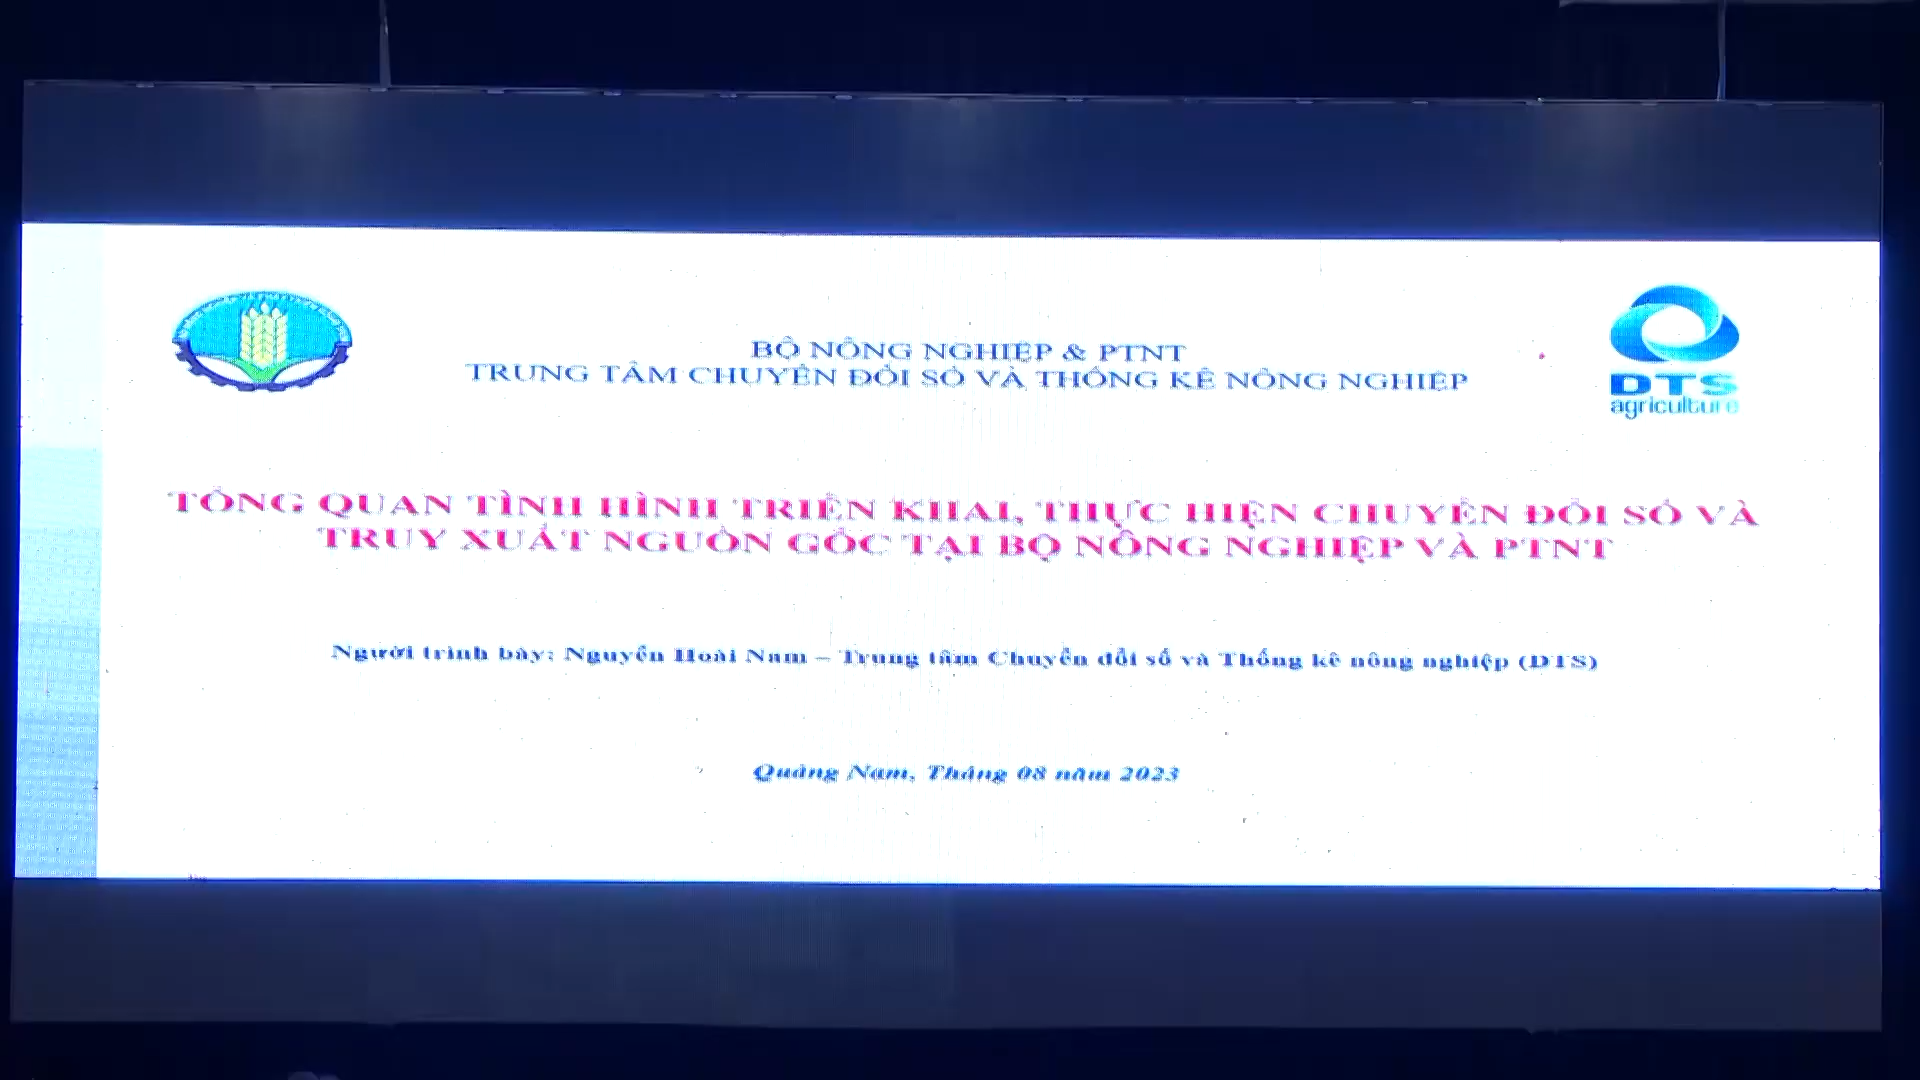 BỘ NÔNG NGHIỆP & PTNT
TRUNG TÂM CHUYỂN ĐỔI SỐ VÀ THỐNG KÊ NÔNG NGHIỆP
DTS
agriculture
TỔNG QUAN TÌNH HÌNH TRIỂN KHAI, THỰC HIỆN CHUYỂN ĐỔI SỐ VÀ
TRUY XUẤT NGUỒN GỐC TẠI BỘ NÔNG NGHIỆP VÀ PTNT
Người trình bày: Nguyễn Hoài Nam – Trung tâm Chuyển đổi số và Thống kê nông nghiệp (DTS)
Quảng Nam, Tháng 08 năm 2023